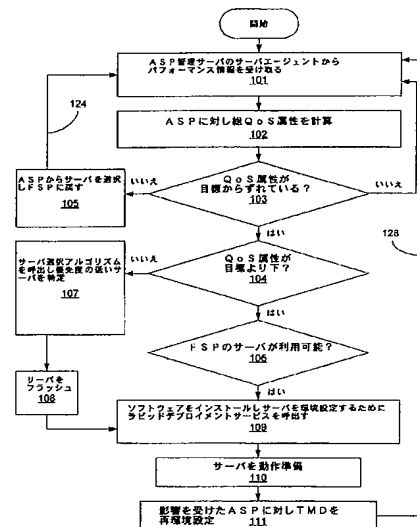 開始
ASP管理サーバのサーバエージェントから
パフォーマンス情報を受け取る
101
124
ASPに対し総QoS属性を計算
102
QoS属性が
目標からずれている?
103
いいえ
いいえ
ASPからサーバを選択
しFSPに戻す
105
はい
128
QoS属性が
目標より下?
104
いいえ
サーバ選択アルゴリズム
を呼出し優先度の低いサ
ーバを特定
107
はい
FSPのサーバが利用可能?
106
はい
サーバを
フラッシュ
108
ソフトウェアをインストールしサーバを環境設定するために
ラピッドデプロイメントサービスを呼出す
109
サーバを動作準備
110
影響を受けたASPに対しTMDを
再環境設定
111